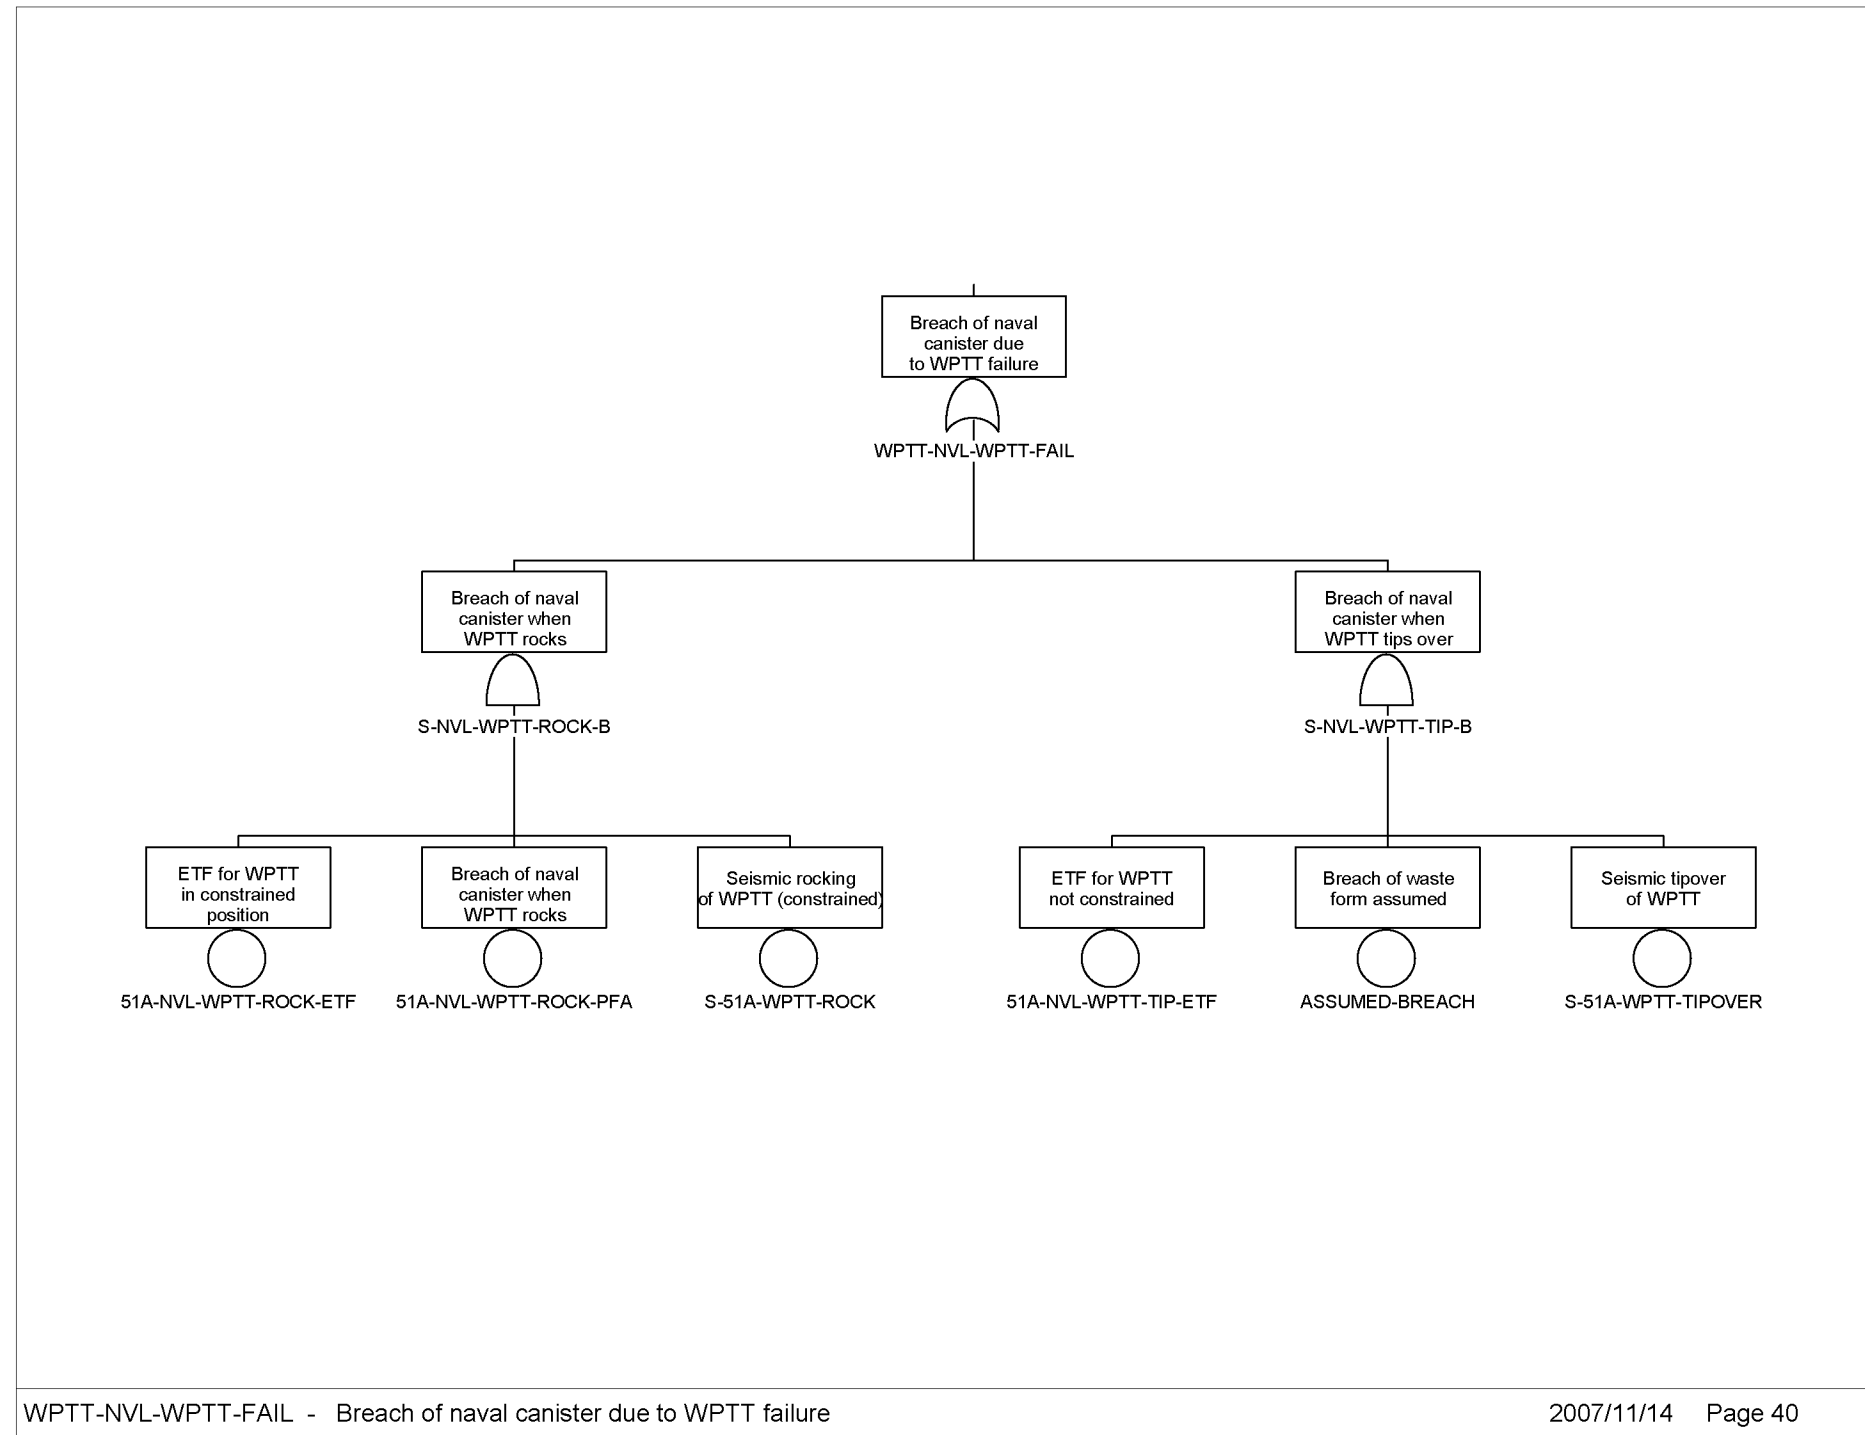 Breach of naval
canister due
to WPTT failure
WPTT-NVL-WPTT-FAIL
Breach of naval
canister when
WPTT rocks
S-NVL-WPTT-ROCK-B
Breach of naval
canister when
WPTT tips over
S-NVL-WPTT-TIP-B
ETF for WPTT
in constrained
position
51A-NVL-WPTT-ROCK-ETF
Breach of naval
canister when
WPTT rocks
51A-NVL-WPTT-ROCK-PFA
Seismic rocking
of WPTT (constrained)
S-51A-WPTT-ROCK
ETF for WPTT
not constrained
51A-NVL-WPTT-TIP-ETF
Breach of waste
form assumed
ASSUMED-BREACH
Seismic tipover
of WPTT
S-51A-WPTT-TIPOVER
WPTT-NVL-WPTT-FAIL - Breach of naval canister due to WPTT failure 2007/11/14 Page 40